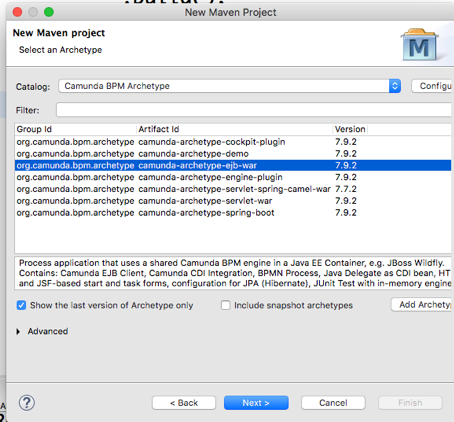 New Maven Project
New Maven project
Select an Archetype
Catalog: Camunda BPM Archetype Configu
Filter:
Group Id Artifact Id Version
org.camunda.bpm.archetype camunda-archetype-cockpit-plugin 7.9.2
org.camunda.bpm.archetype camunda-archetype-demo 7.9.2
org.camunda.bpm.archetype camunda-archetype-ejb-war 7.9.2
org.camunda.bpm.archetype camunda-archetype-engine-plugin 7.9.2
org.camunda.bpm.archetype camunda-archetype-servlet-spring-camel-war 7.7.2
org.camunda.bpm.archetype camunda-archetype-servlet-war 7.9.2
org.camunda.bpm.archetype camunda-archetype-spring-boot 7.9.2
Process application that uses a shared Camunda BPM engine in a Java EE Container, e.g. JBoss Wildfly.
Contains: Camunda EJB Client, Camunda CDI Integration, BPMN Process, Java Delegate as CDI bean, HT
and JSF-based start and task forms, configuration for JPA (Hibernate), JUnit Test with in-memory engine
Show the last version of Archetype only Include snapshot archetypes Add Archety
Advanced
? < Back Next > Cancel Finish